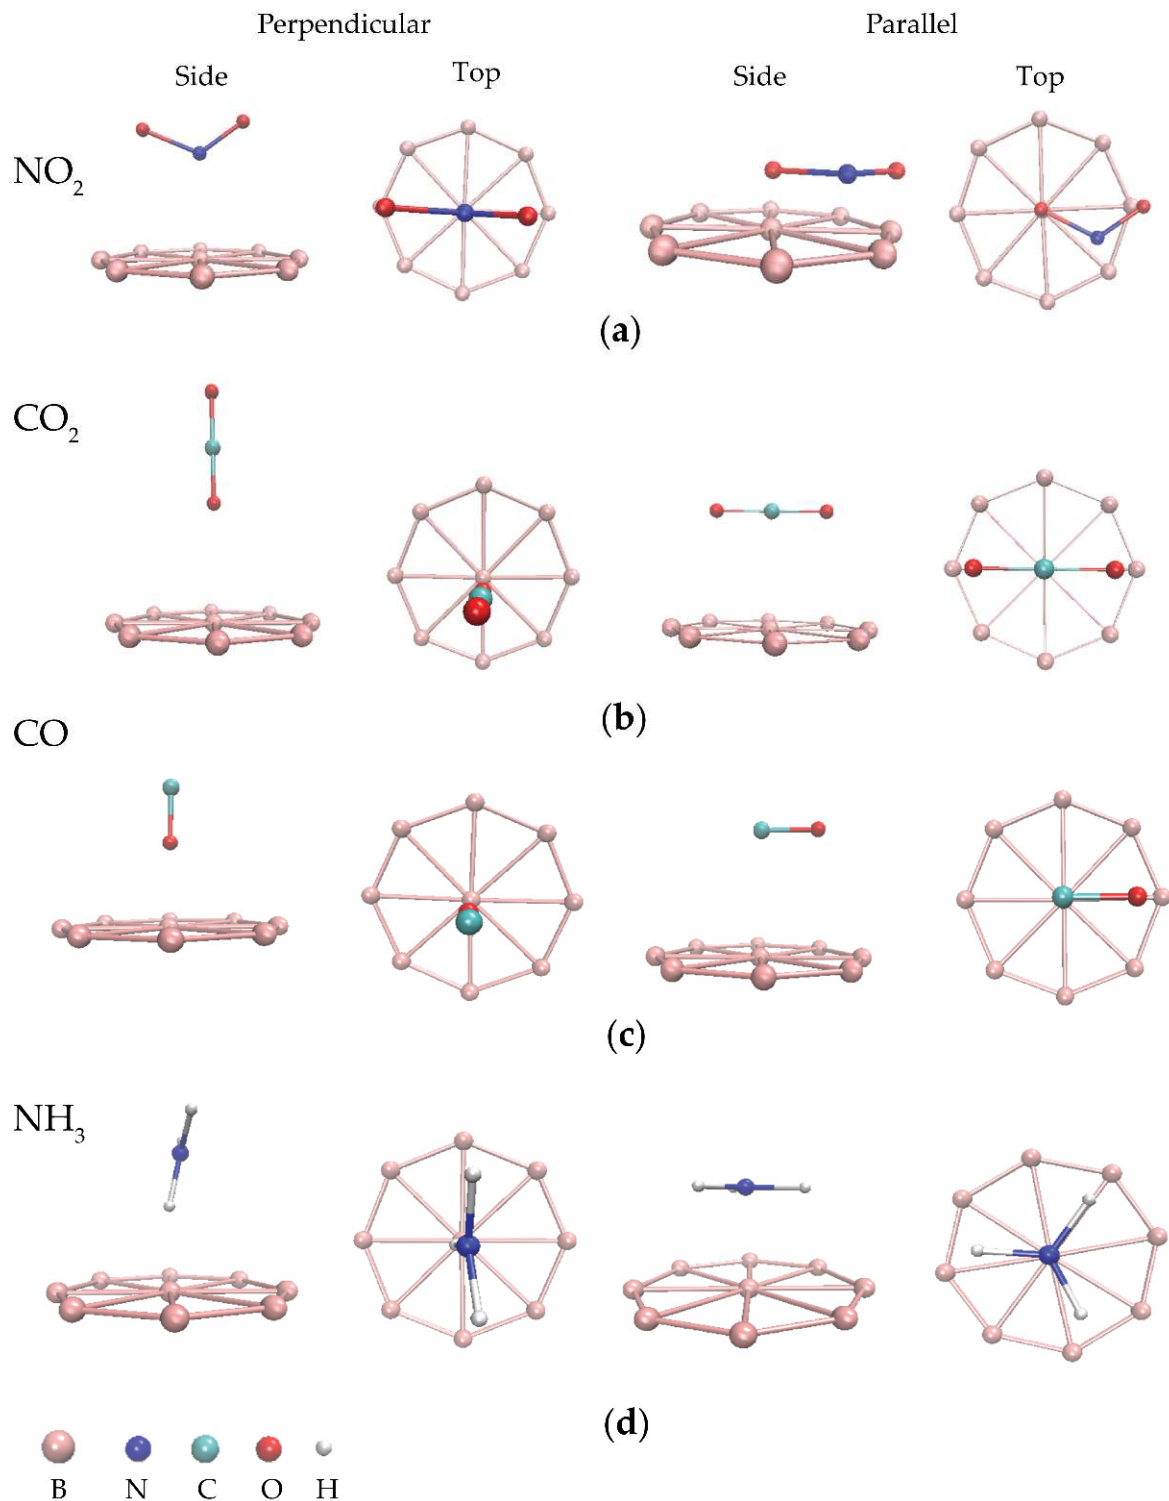 Perpendicular Parallel
Side Top Side Top
NO₂
(a)
CO₂
(b)
CO
(c)
NH₃
(d)
B N C O H